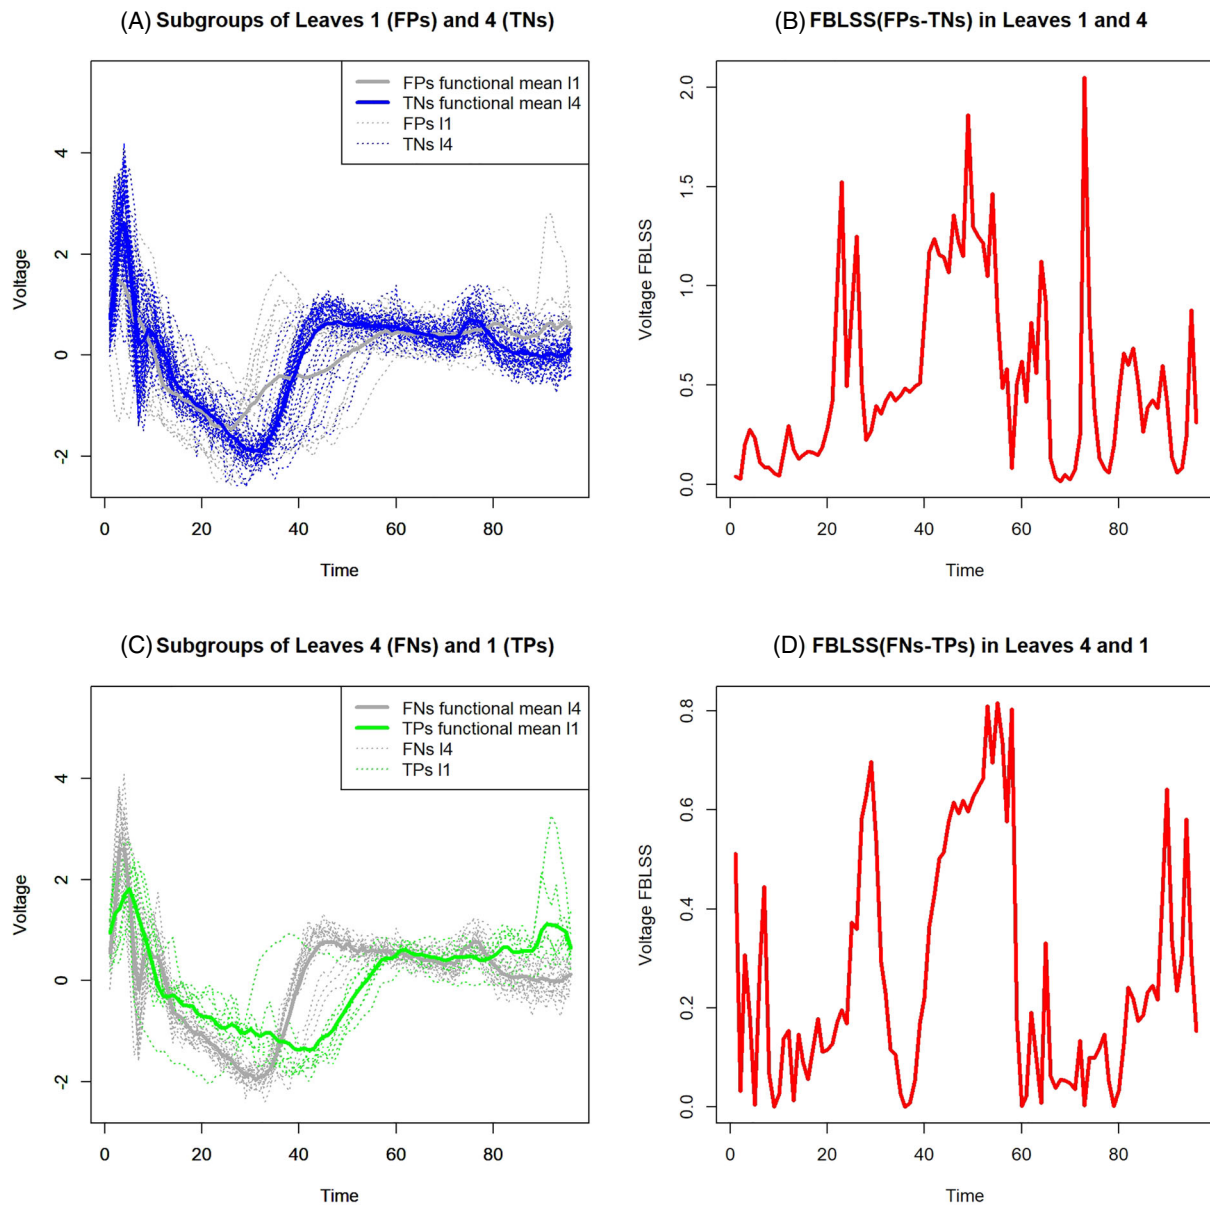 (A) Subgroups of Leaves 1 (FPs) and 4 (TNs)
FPs functional mean l1
TNs functional mean l4
FPs l1
TNs l4
Voltage
4
2
0
-2
0 20 40 60 80
Time
(B) FBLSS(FPs-TNs) in Leaves 1 and 4
Voltage FBLSS
2.0
1.5
1.0
0.5
0.0
0 20 40 60 80
Time
(C) Subgroups of Leaves 4 (FNs) and 1 (TPs)
FNs functional mean l4
TPs functional mean l1
FNs l4
TPs l1
Voltage
4
2
0
-2
0 20 40 60 80
Time
(D) FBLSS(FNs-TPs) in Leaves 4 and 1
Voltage FBLSS
0.8
0.6
0.4
0.2
0.0
0 20 40 60 80
Time